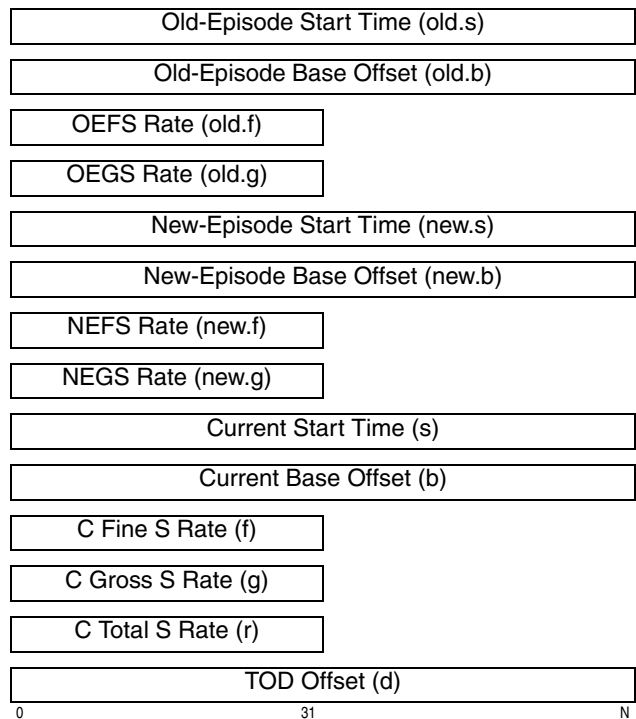 Old-Episode Start Time (old.s)
Old-Episode Base Offset (old.b)
OEFS Rate (old.f)
OEGS Rate (old.g)
New-Episode Start Time (new.s)
New-Episode Base Offset (new.b)
NEFS Rate (new.f)
NEGS Rate (new.g)
Current Start Time (s)
Current Base Offset (b)
C Fine S Rate (f)
C Gross S Rate (g)
C Total S Rate (r)
TOD Offset (d)
0 31 N